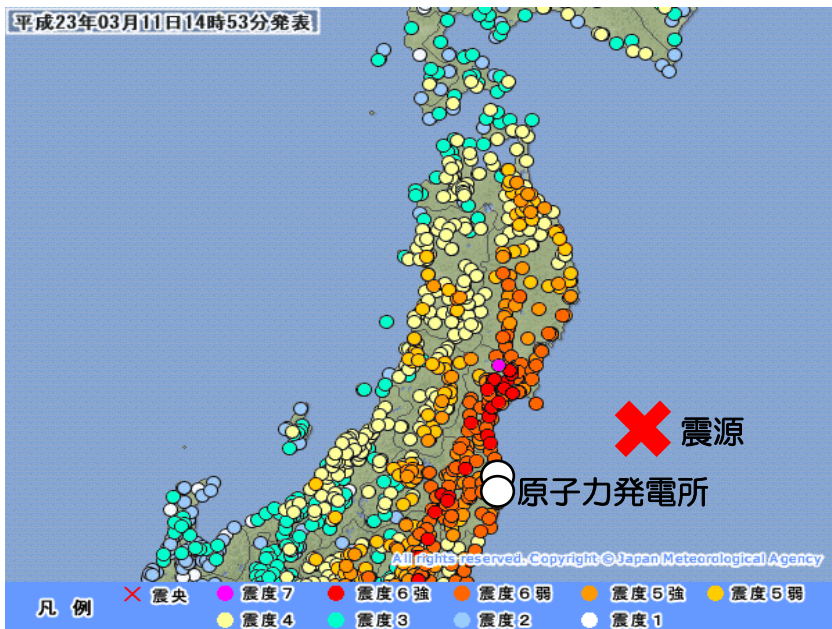 平成23年03月11日14時53分発表
震源
原子力発電所
All rights reserved. Copyright © Japan Meteorological Agency
凡 例 震央 震度7 震度6強 震度6弱 震度5強 震度5弱
震度4 震度3 震度2 震度1